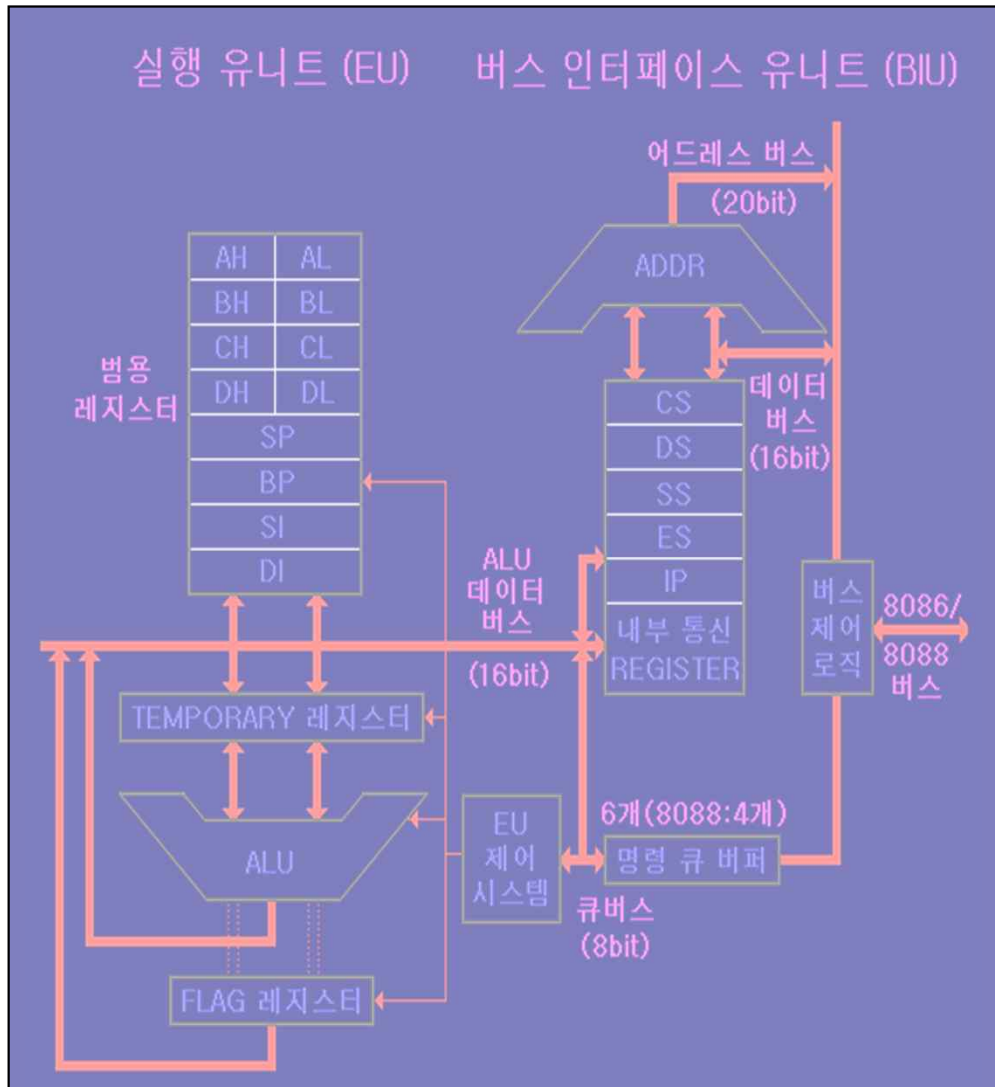 실행 유니트 (EU)
버스 인터페이스 유니트 (BIU)
어드레스 버스
(20bit)
ADDR
AH AL
BH BL
CH CL
DH DL
SP
BP
SI
DI
범용
레지스터
CS
DS
SS
ES
IP
내부 통신
REGISTER
데이터
버스
(16bit)
ALU
데이터
버스
(16bit)
버스
제어
로직
8086/
8088
버스
TEMPORARY 레지스터
ALU
EU
제어
시스템
6개(8088:4개)
명령 큐 버퍼
큐버스
(8bit)
FLAG 레지스터